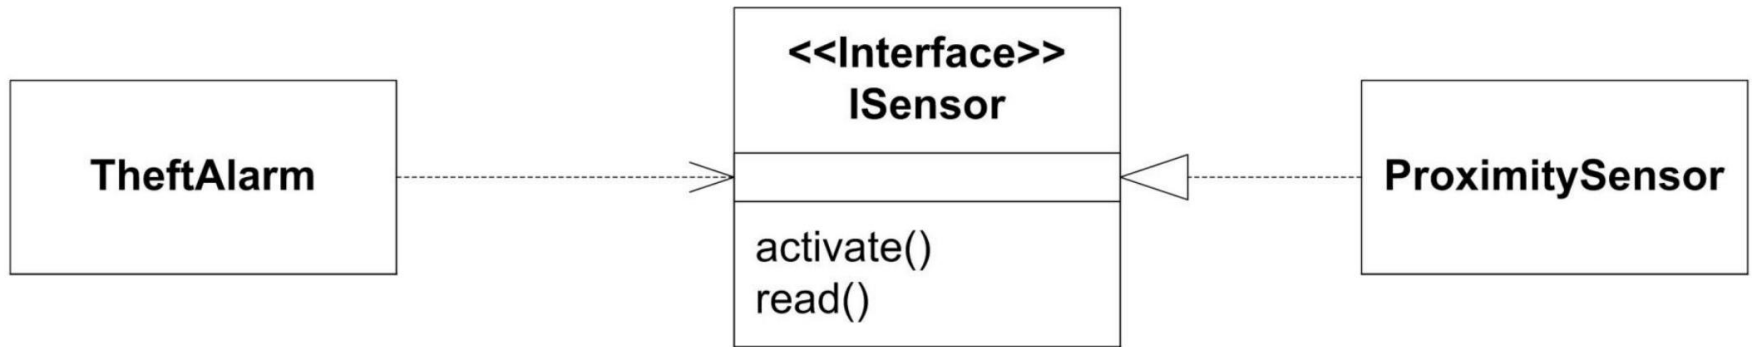 TheftAlarm
<<Interface>>
ISensor
activate()
read()
ProximitySensor